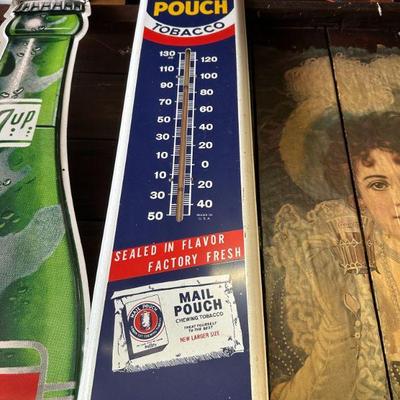 POUCH
TOBACCO
130 120
110 100
90 80
70 60
50 40
30 20
10 0
10 20
30 40
50
MADE IN
U.S.A.
7up
SEALED IN FLAVOR
FACTORY FRESH
MAIL POUCH
MAIL
POUCH
CHEWING TOBACCO
TREAT YOURSELF
TO THE BEST
NEW LARGER SIZE